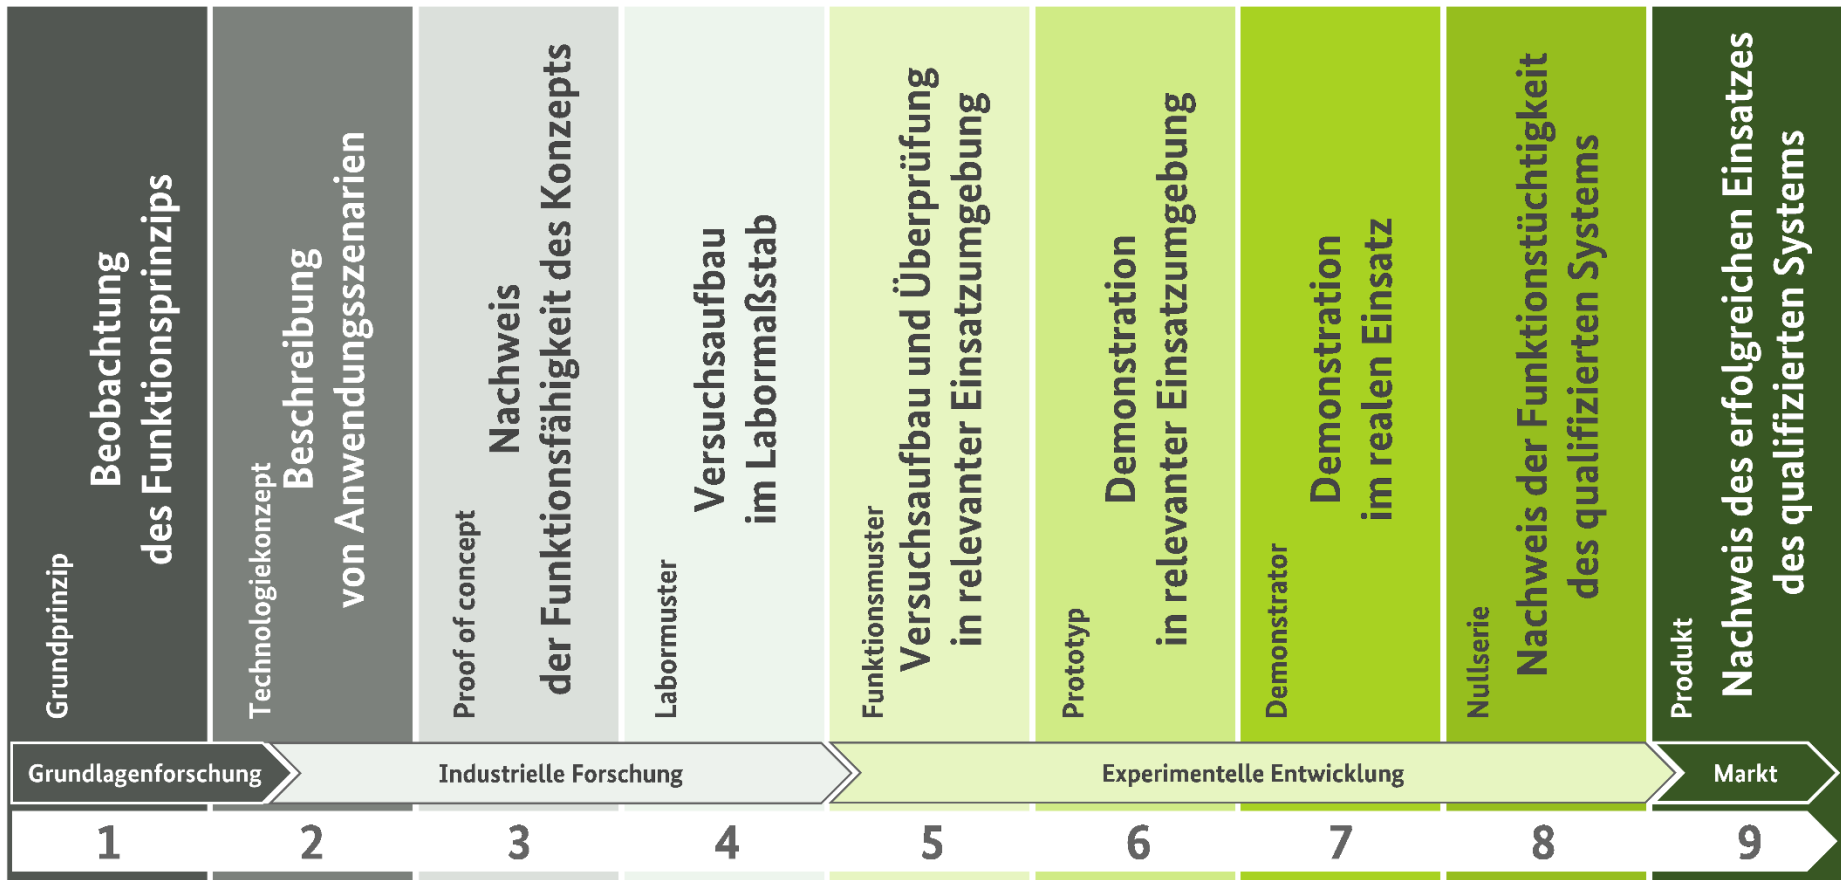 Grundprinzip
Beobachtung
des Funktionsprinzips
Technologiekonzept
Beschreibung
von Anwendungsszenarien
Proof of concept
Nachweis
der Funktionsfähigkeit des Konzepts
Labormuster
Versuchsaufbau
im Labormaßstab
Funktionsmuster
Versuchsaufbau und Überprüfung
in relevanter Einsatzumgebung
Prototyp
Demonstration
in relevanter Einsatzumgebung
Demonstrator
Demonstration
im realen Einsatz
Nullserie
Nachweis der Funktionstüchtigkeit
des qualifizierten Systems
Produkt
Nachweis des erfolgreichen Einsatzes
des qualifizierten Systems
Grundlagenforschung
Industrielle Forschung
Experimentelle Entwicklung
Markt
1
2
3
4
5
6
7
8
9